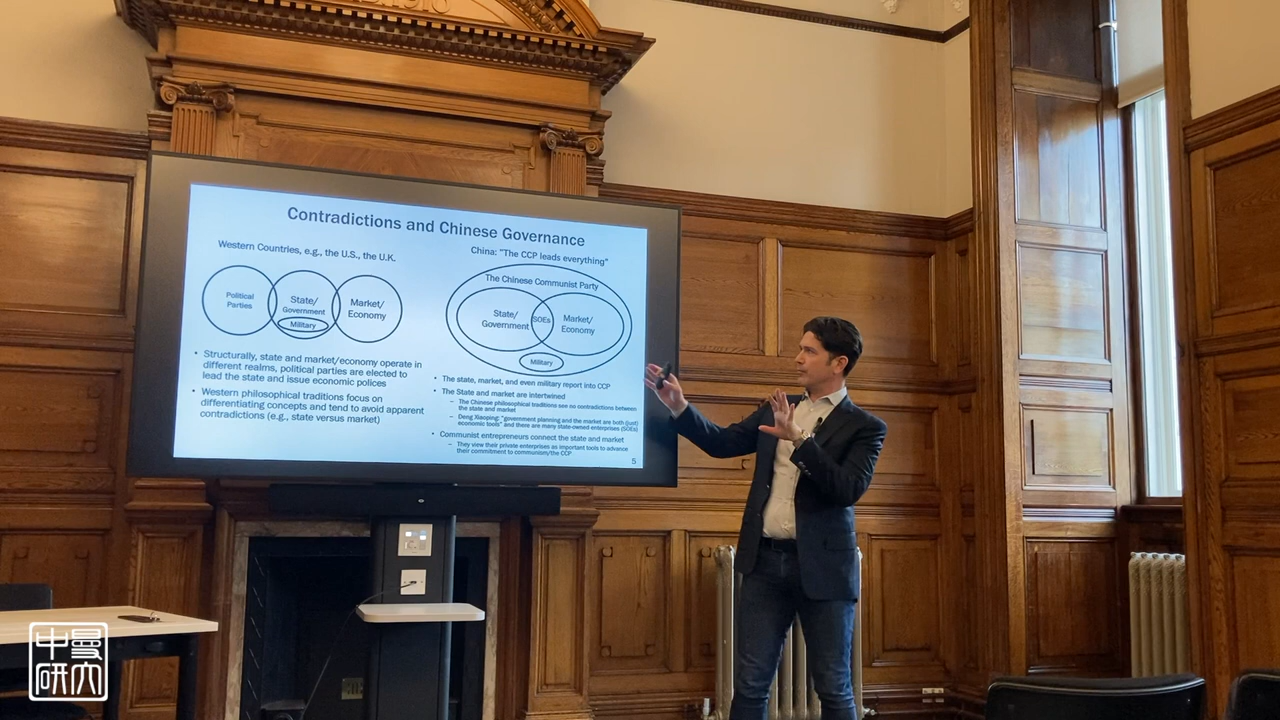 Contradictions and Chinese Governance
Western Countries, e.g., the U.S., the U.K.
Political
Parties
State/
Government
Military
Market/
Economy
• Structurally, state and market/economy operate in
different realms, political parties are elected to
lead the state and issue economic polices
• Western philosophical traditions focus on
differentiating concepts and tend to avoid apparent
contradictions (e.g., state versus market)
China: "The CCP leads everything"
The Chinese Communist Party
State/
Government
SOEs
Market/
Economy
Military
• The state, market, and even military report into CCP
• The State and market are intertwined
– The Chinese philosophical traditions see no contradictions between
the state and market
– Deng Xiaoping: "government planning and the market are both (just)
economic tools" and there are many state-owned enterprises (SOEs)
• Communist entrepreneurs connect the state and market
– They view their private enterprises as important tools to advance
their commitment to communism/the CCP
5
中曼
研究